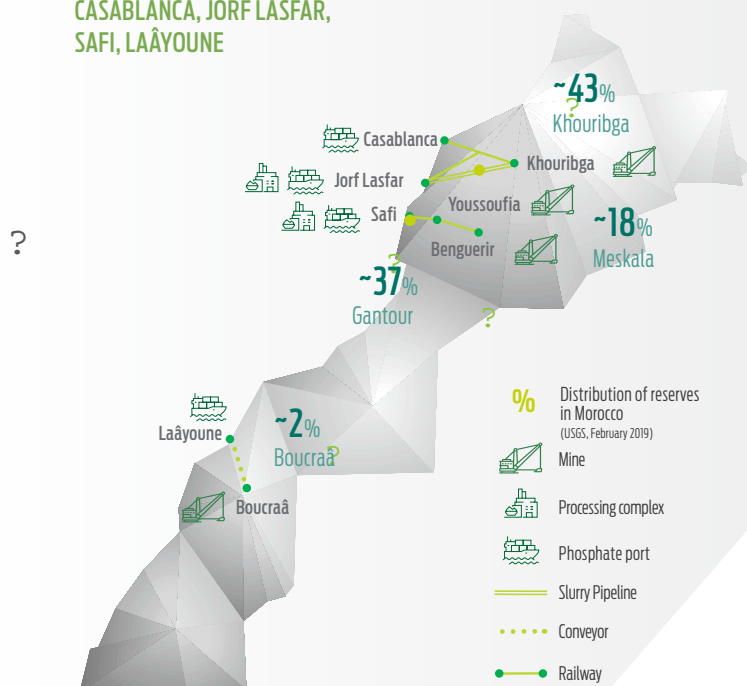 CASABLANCA, JORF LASFAR,
SAFI, LAÂYOUNE
~43%
?
Khouribga
Casablanca
Khouribga
Jorf Lasfar
Youssoufia
Safi
~18%
?
Benguerir
Meskala
?
~37%
Gantour
?
% Distribution of reserves
in Morocco
(USGS, February 2019)
Laâyoune
~2%
Boucraâ
?
Mine
Boucraâ
Processing complex
Phosphate port
Slurry Pipeline
Conveyor
Railway